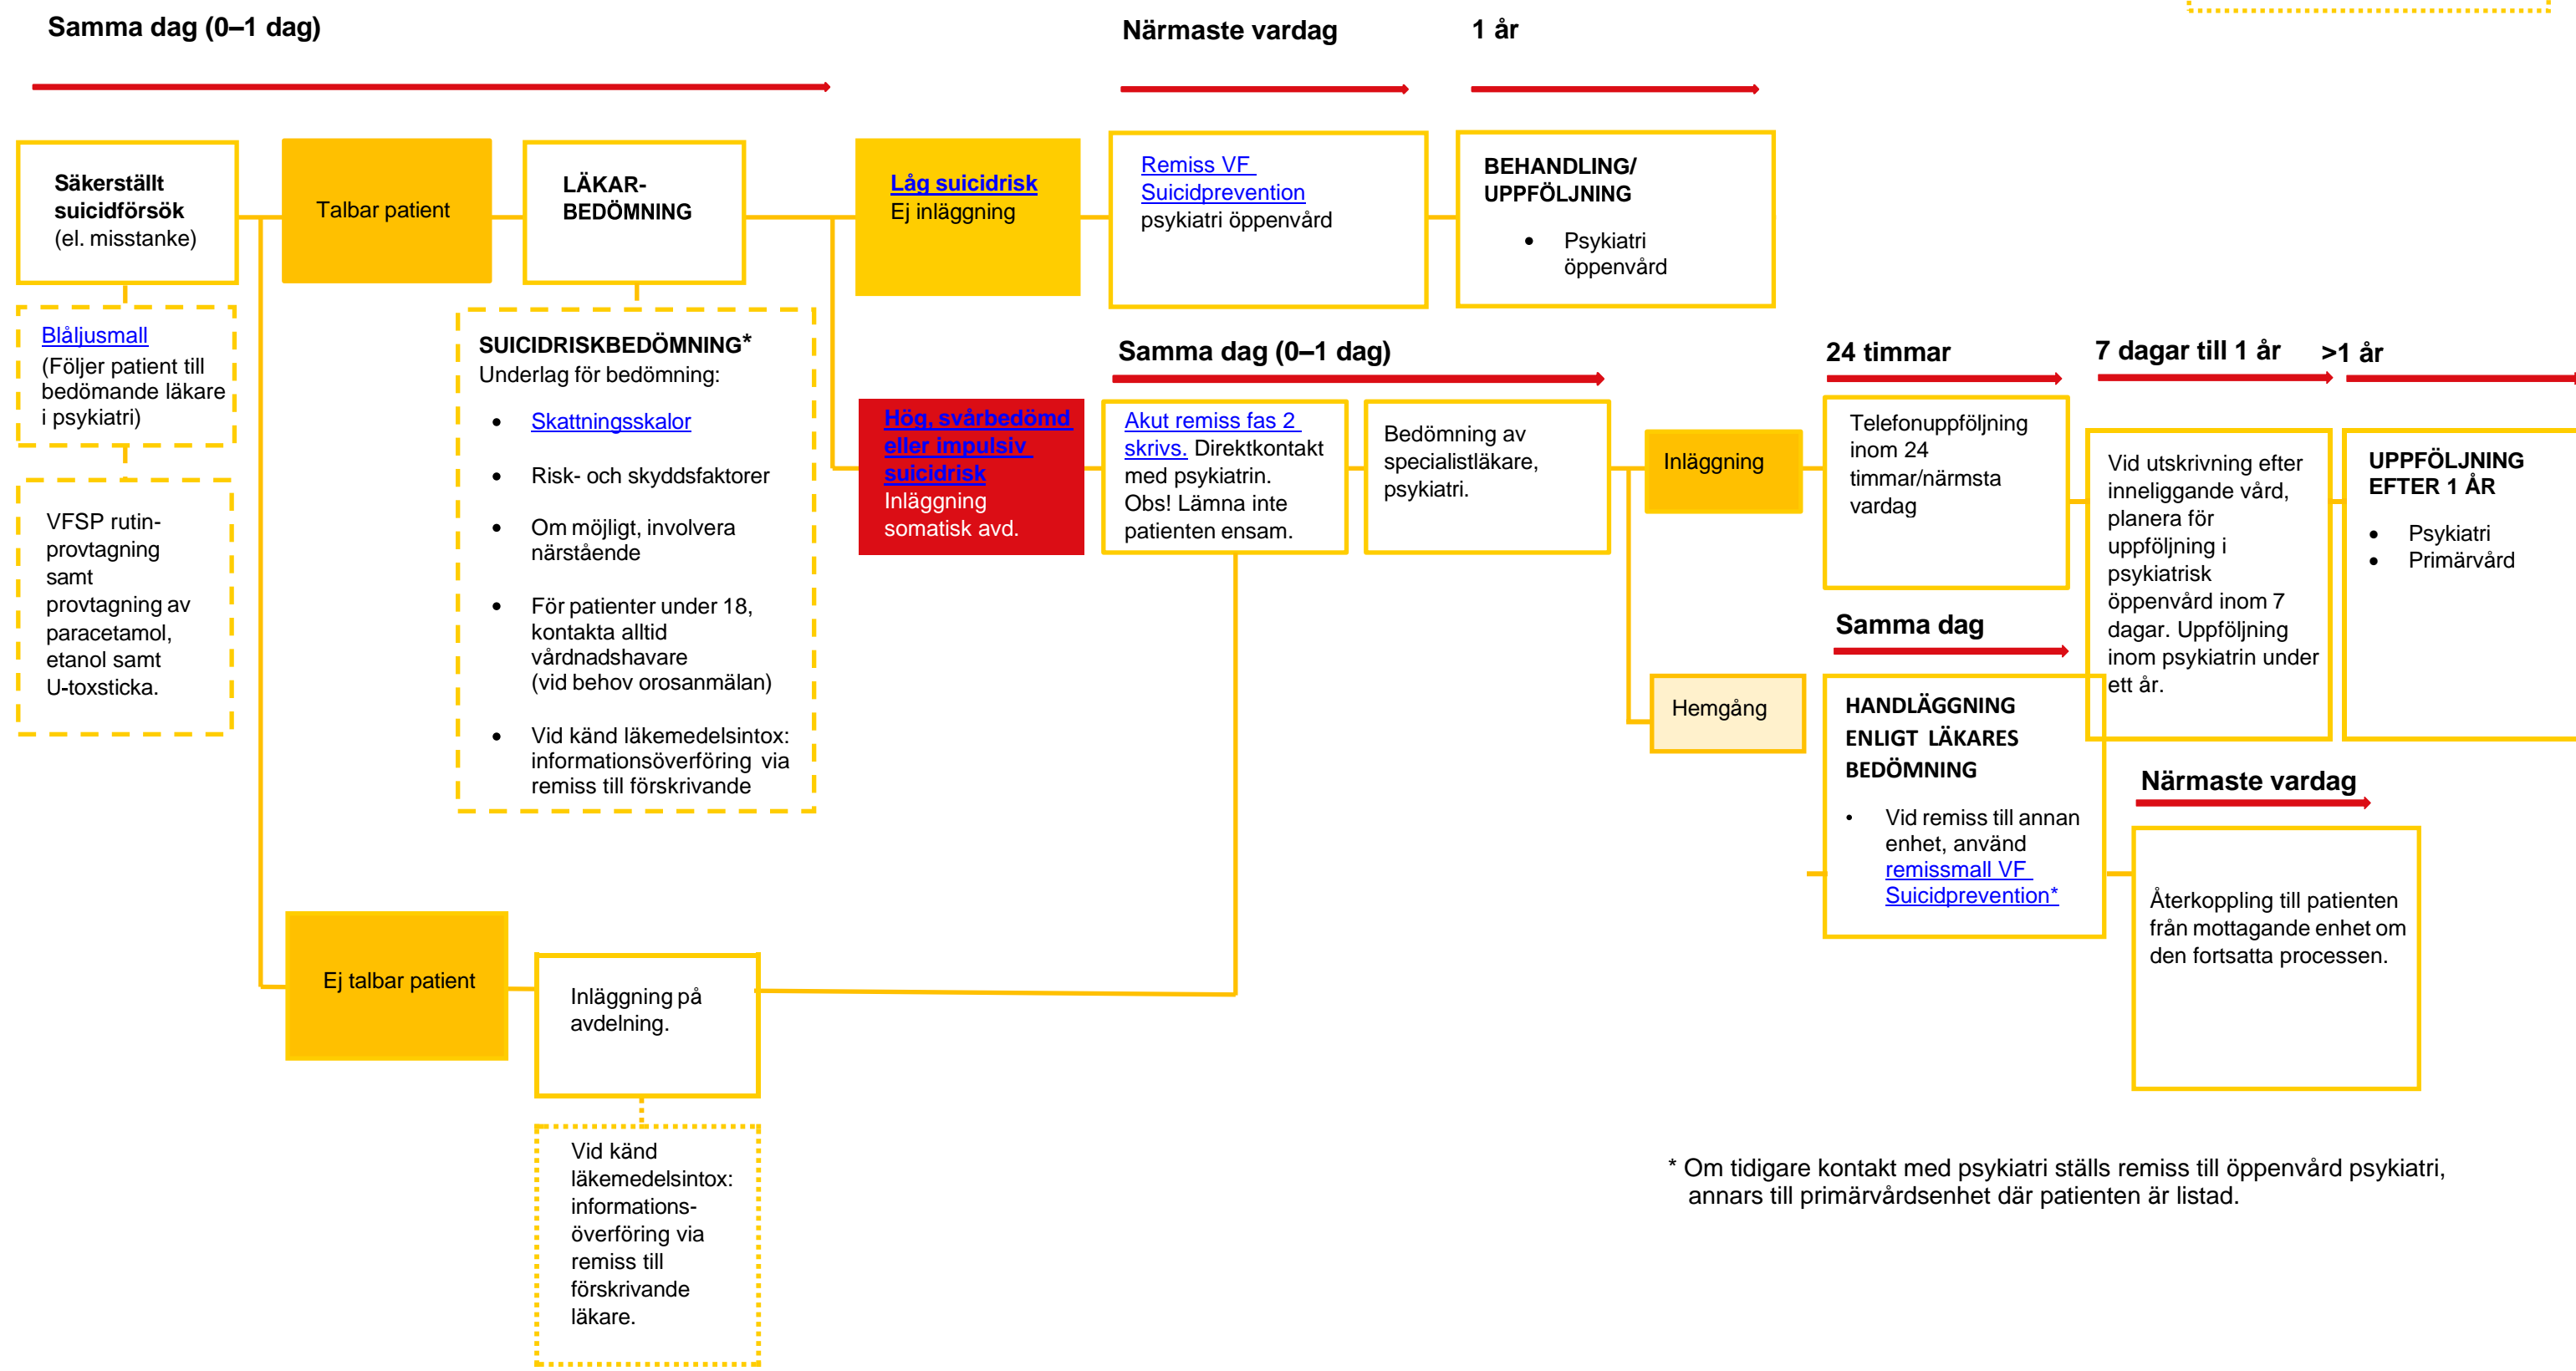 Samma dag (0–1 dag)
Närmaste vardag
1 år
Säkerställt
suicidförsök
(el. misstanke)
Talbar patient
LÄKAR-
BEDÖMNING
Låg suicidrisk
Ej inläggning
Remiss VF
Suicidprevention
psykiatri öppenvård
BEHANDLING/
UPPFÖLJNING
• Psykiatri
öppenvård
Blåljusmall
(Följer patient till
bedömande läkare
i psykiatri)
VFSP rutin-
provtagning
samt
provtagning av
paracetamol,
etanol samt
U-toxsticka.
SUICIDRISKBEDÖMNING*
Underlag för bedömning:
• Skattningsskalor
• Risk- och skyddsfaktorer
• Om möjligt, involvera
närstående
• För patienter under 18,
kontakta alltid
vårdnadshavare
(vid behov orosanmälan)
• Vid känd läkemedelsintox:
informationsöverföring via
remiss till förskrivande
Samma dag (0–1 dag)
24 timmar
7 dagar till 1 år
>1 år
Hög, svårbedömd
eller impulsiv
suicidrisk
Inläggning
somatisk avd.
Akut remiss fas 2
skrivs. Direktkontakt
med psykiatrin.
Obs! Lämna inte
patienten ensam.
Bedömning av
specialistläkare,
psykiatri.
Inläggning
Telefonuppföljning
inom 24
timmar/närmsta
vardag
Vid utskrivning efter
inneliggande vård,
planera för
uppföljning i
psykiatrisk
öppenvård inom 7
dagar. Uppföljning
inom psykiatrin under
ett år.
UPPFÖLJNING
EFTER 1 ÅR
• Psykiatri
• Primärvård
Samma dag
Hemgång
HANDLÄGGNING
ENLIGT LÄKARES
BEDÖMNING
• Vid remiss till annan
enhet, använd
remissmall VF
Suicidprevention*
Närmaste vardag
Återkoppling till patienten
från mottagande enhet om
den fortsatta processen.
Ej talbar patient
Inläggning på
avdelning.
Vid känd
läkemedelsintox:
informations-
överföring via
remiss till
förskrivande
läkare.
* Om tidigare kontakt med psykiatri ställs remiss till öppenvård psykiatri,
annars till primärvårdsenhet där patienten är listad.